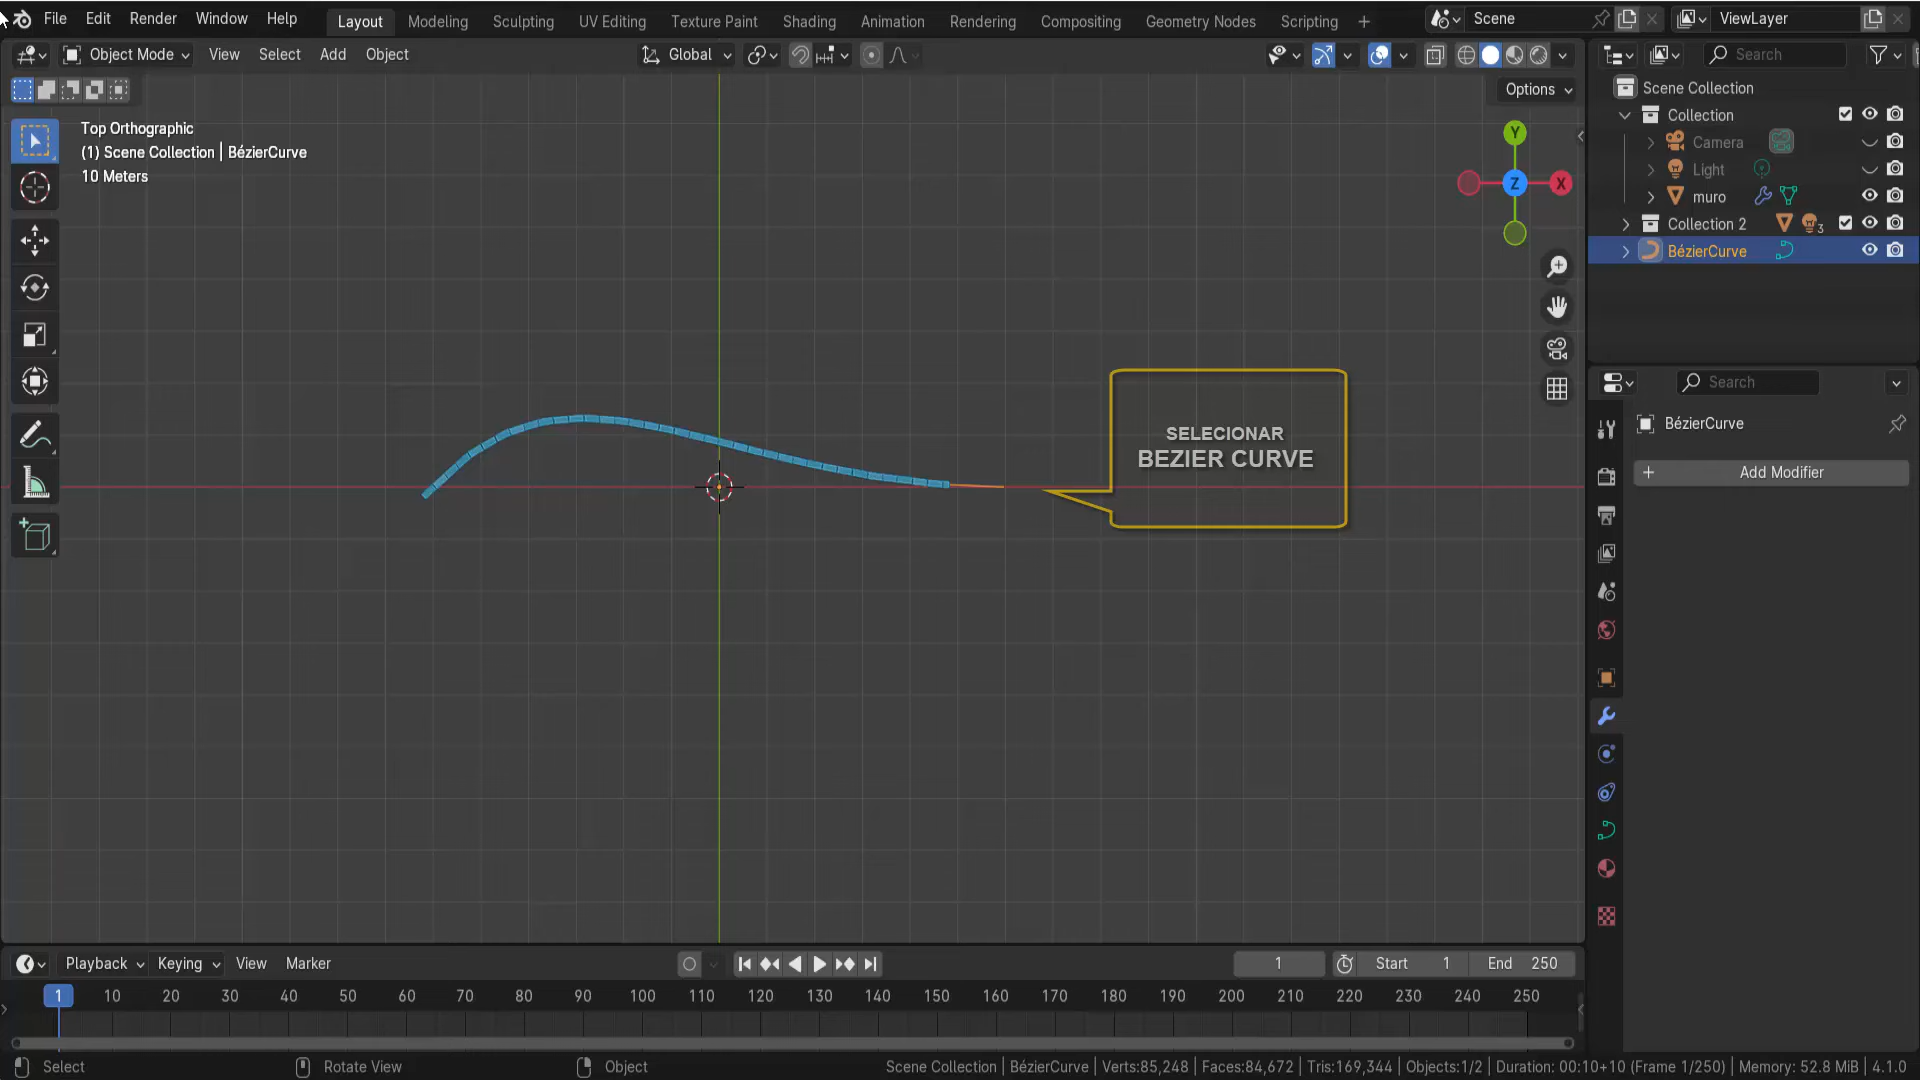 File Edit Render Window Help Layout Modeling Sculpting UV Editing Texture Paint Shading Animation Rendering Compositing Geometry Nodes Scripting + Scene ViewLayer
Object Mode View Select Add Object Global Search
Options
Top Orthographic
(1) Scene Collection | BézierCurve
10 Meters
Y
Z
X
Scene Collection
Collection
Camera
Light
muro
Collection 2
3
BézierCurve
SELECIONAR
BEZIER CURVE
Search
BézierCurve
+ Add Modifier
Playback Keying View Marker 1 Start 1 End 250
1 10 20 30 40 50 60 70 80 90 100 110 120 130 140 150 160 170 180 190 200 210 220 230 240 250
Select Rotate View Object Scene Collection | BézierCurve | Verts:85,248 | Faces:84,672 | Tris:169,344 | Objects:1/2 | Duration: 00:10+10 (Frame 1/250) | Memory: 52.8 MiB | 4.1.0